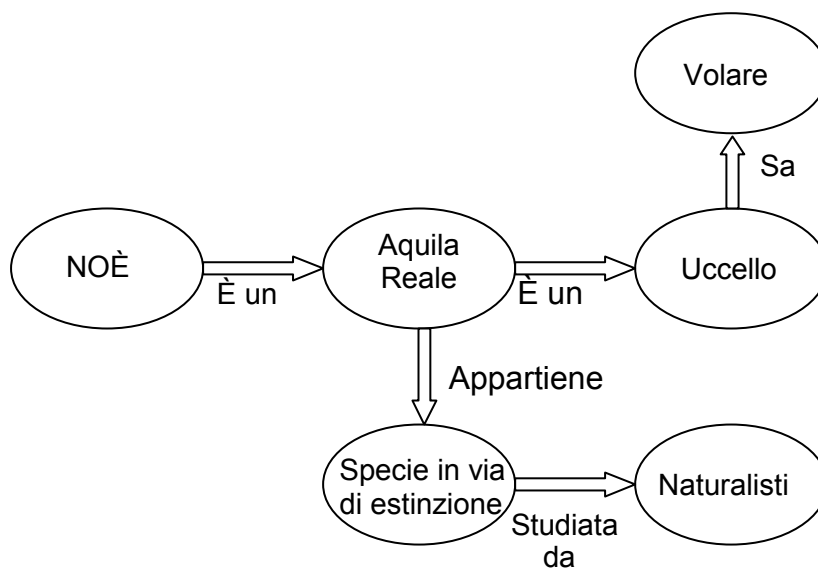 Volare
Sa
NOÈ
È un
Aquila
Reale
È un
Uccello
Appartiene
Specie in via
di estinzione
Studiata
da
Naturalisti